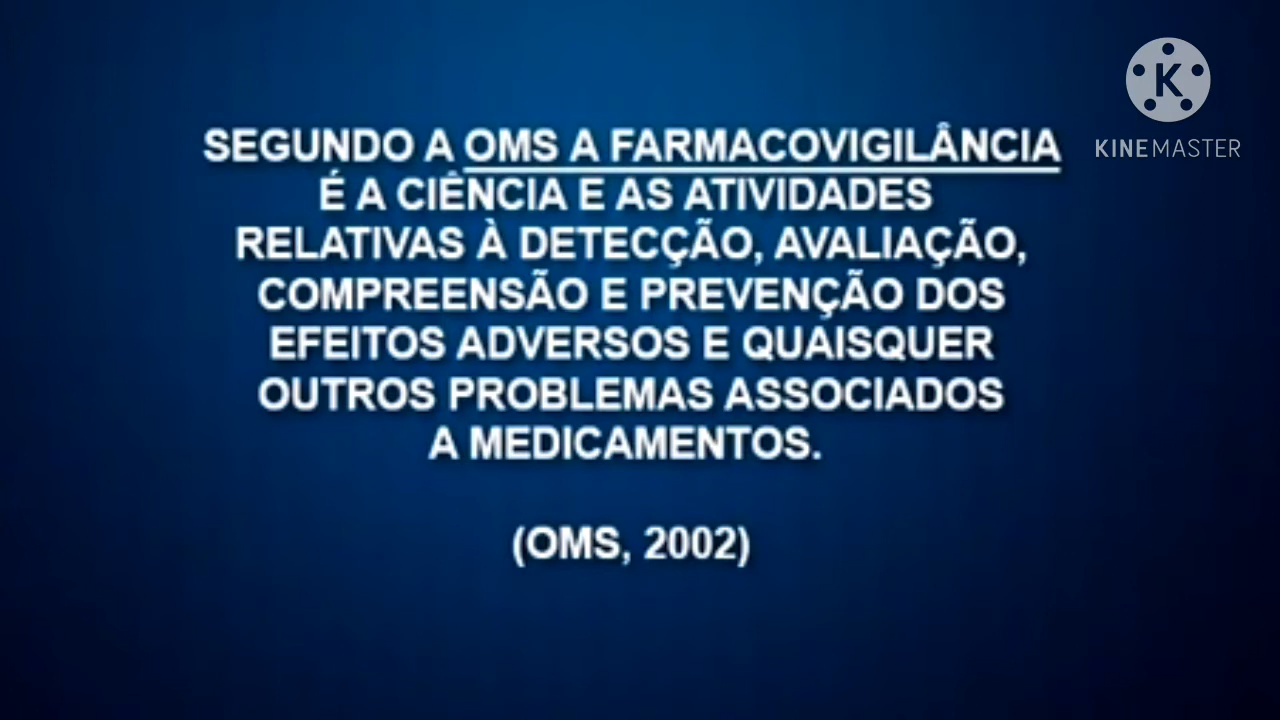 K
KINEMASTER
SEGUNDO A OMS A FARMACOVIGILÂNCIA
É A CIÊNCIA E AS ATIVIDADES
RELATIVAS À DETECÇÃO, AVALIAÇÃO,
COMPREENSÃO E PREVENÇÃO DOS
EFEITOS ADVERSOS E QUAISQUER
OUTROS PROBLEMAS ASSOCIADOS
A MEDICAMENTOS.
(OMS, 2002)